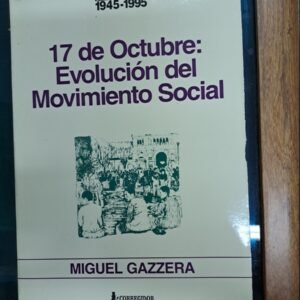 1945-1995
17 de Octubre:
Evolución del
Movimiento Social
MIGUEL GAZZERA
CORREGIDOR